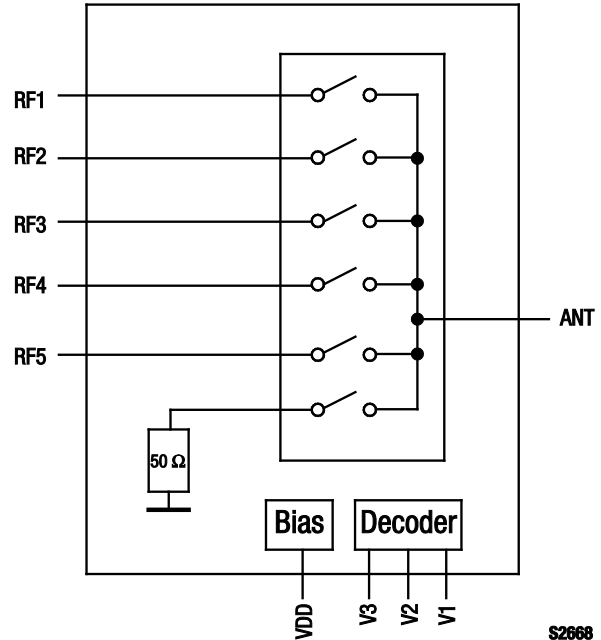 RF1
RF2
RF3
RF4
ANT
RF5
50 Ω
Bias
Decoder
VDD
V3
V2
V1
S2668